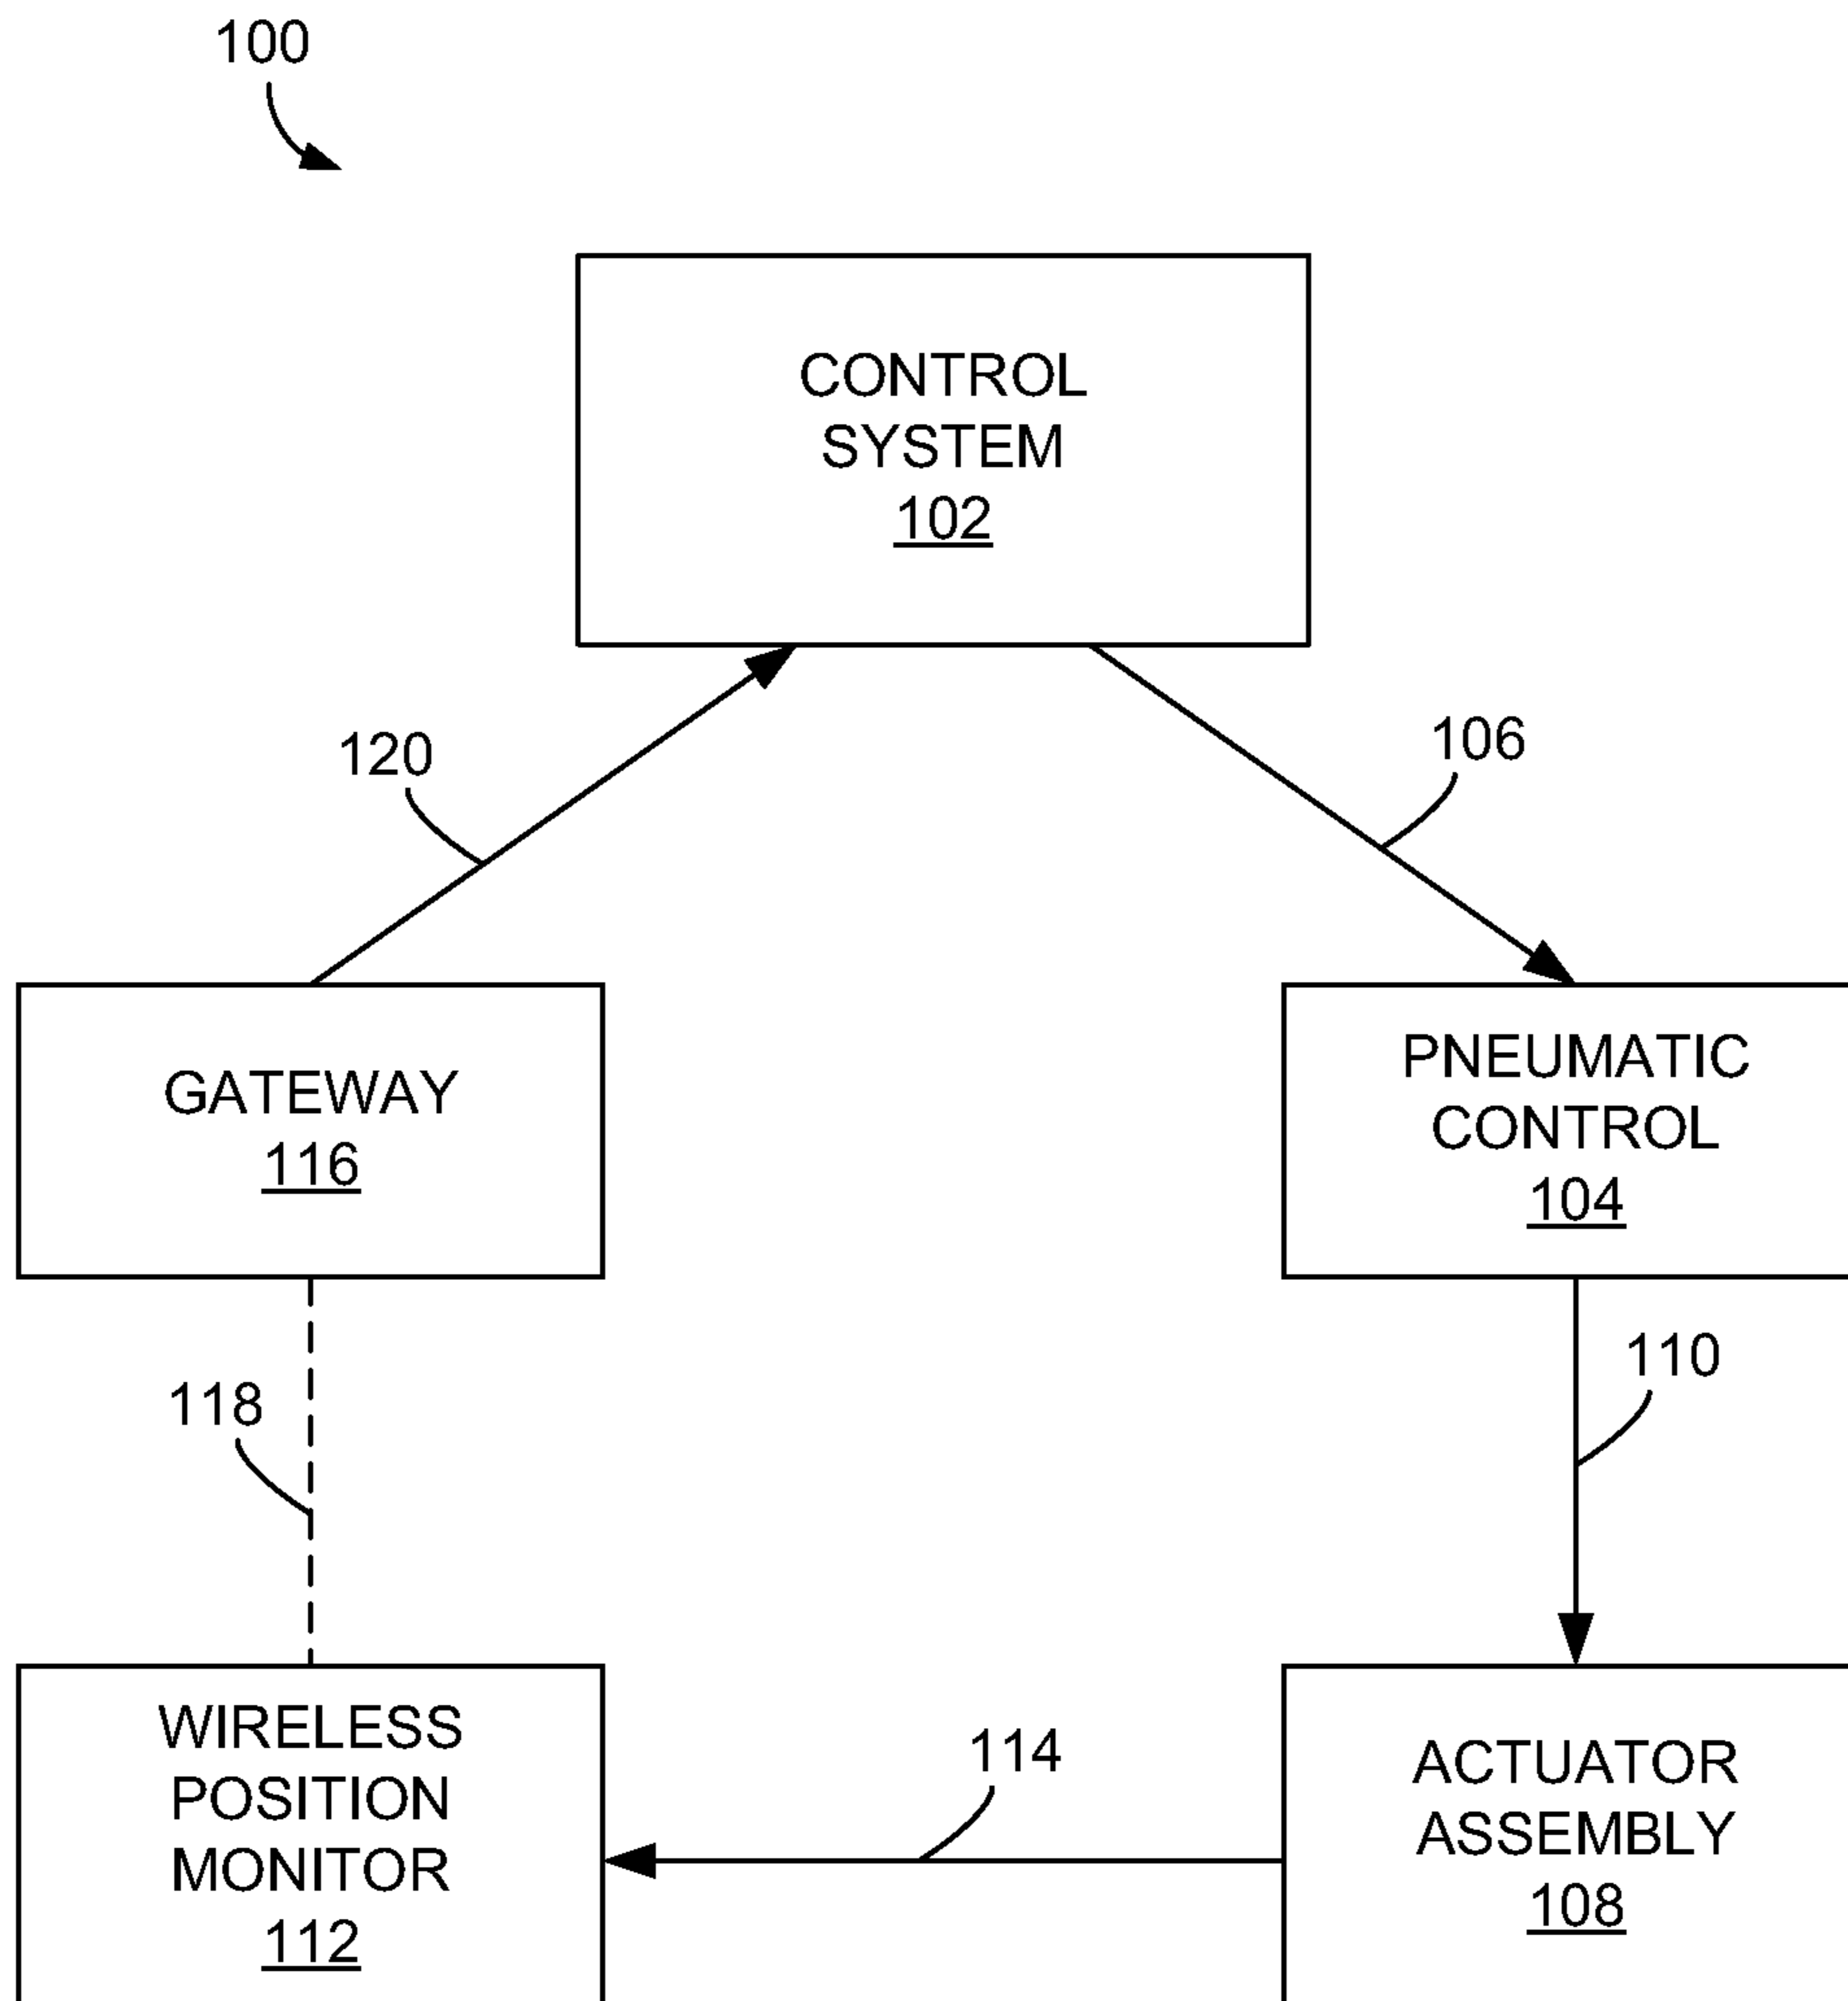 100
CONTROL
SYSTEM
102
120
106
GATEWAY
116
PNEUMATIC
CONTROL
104
118
110
WIRELESS
POSITION
MONITOR
112
114
ACTUATOR
ASSEMBLY
108